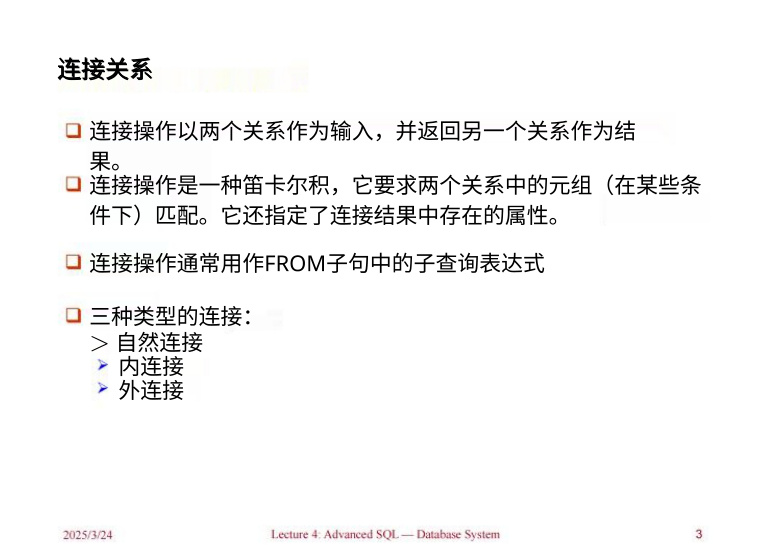 连接关系
连接操作以两个关系作为输入，并返回另一个关系作为结
果。
连接操作是一种笛卡尔积，它要求两个关系中的元组（在某些条
件下）匹配。它还指定了连接结果中存在的属性。
连接操作通常用作FROM子句中的子查询表达式
三种类型的连接：
＞ 自然连接
内连接
外连接
2025/3/24
Lecture 4: Advanced SQL — Database System
3